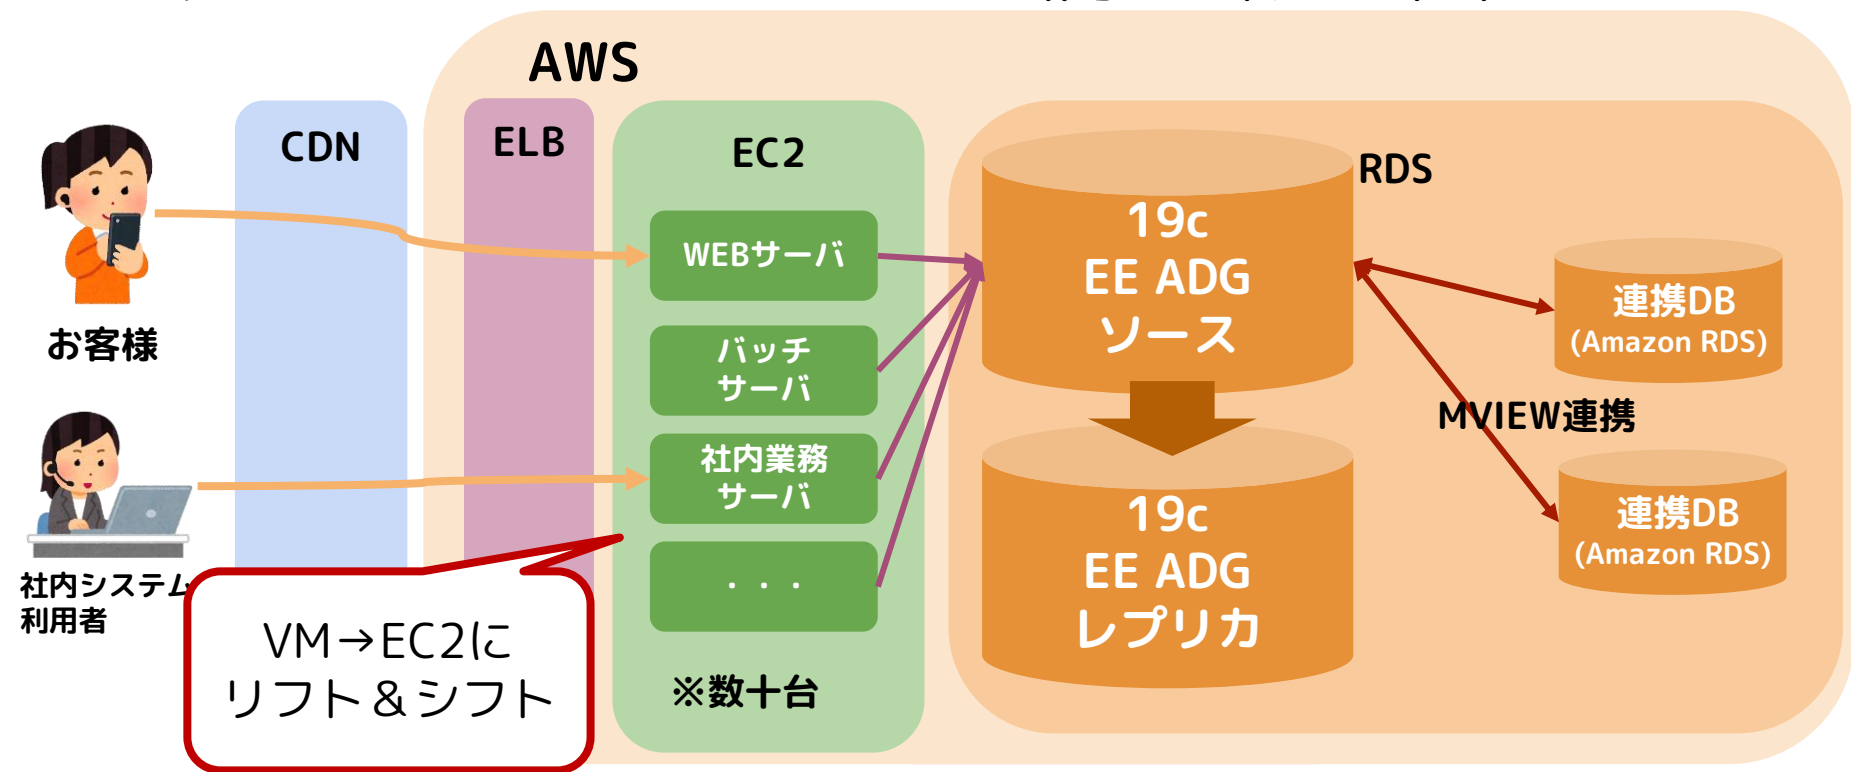 AWS
CDN
ELB
EC2
RDS
お客様
WEBサーバ
バッチ
サーバ
社内業務
サーバ
・・・
※数十台
社内システム
利用者
VM→EC2に
リフト＆シフト
19c
EE ADG
ソース
19c
EE ADG
レプリカ
連携DB
(Amazon RDS)
MVIEW連携
連携DB
(Amazon RDS)